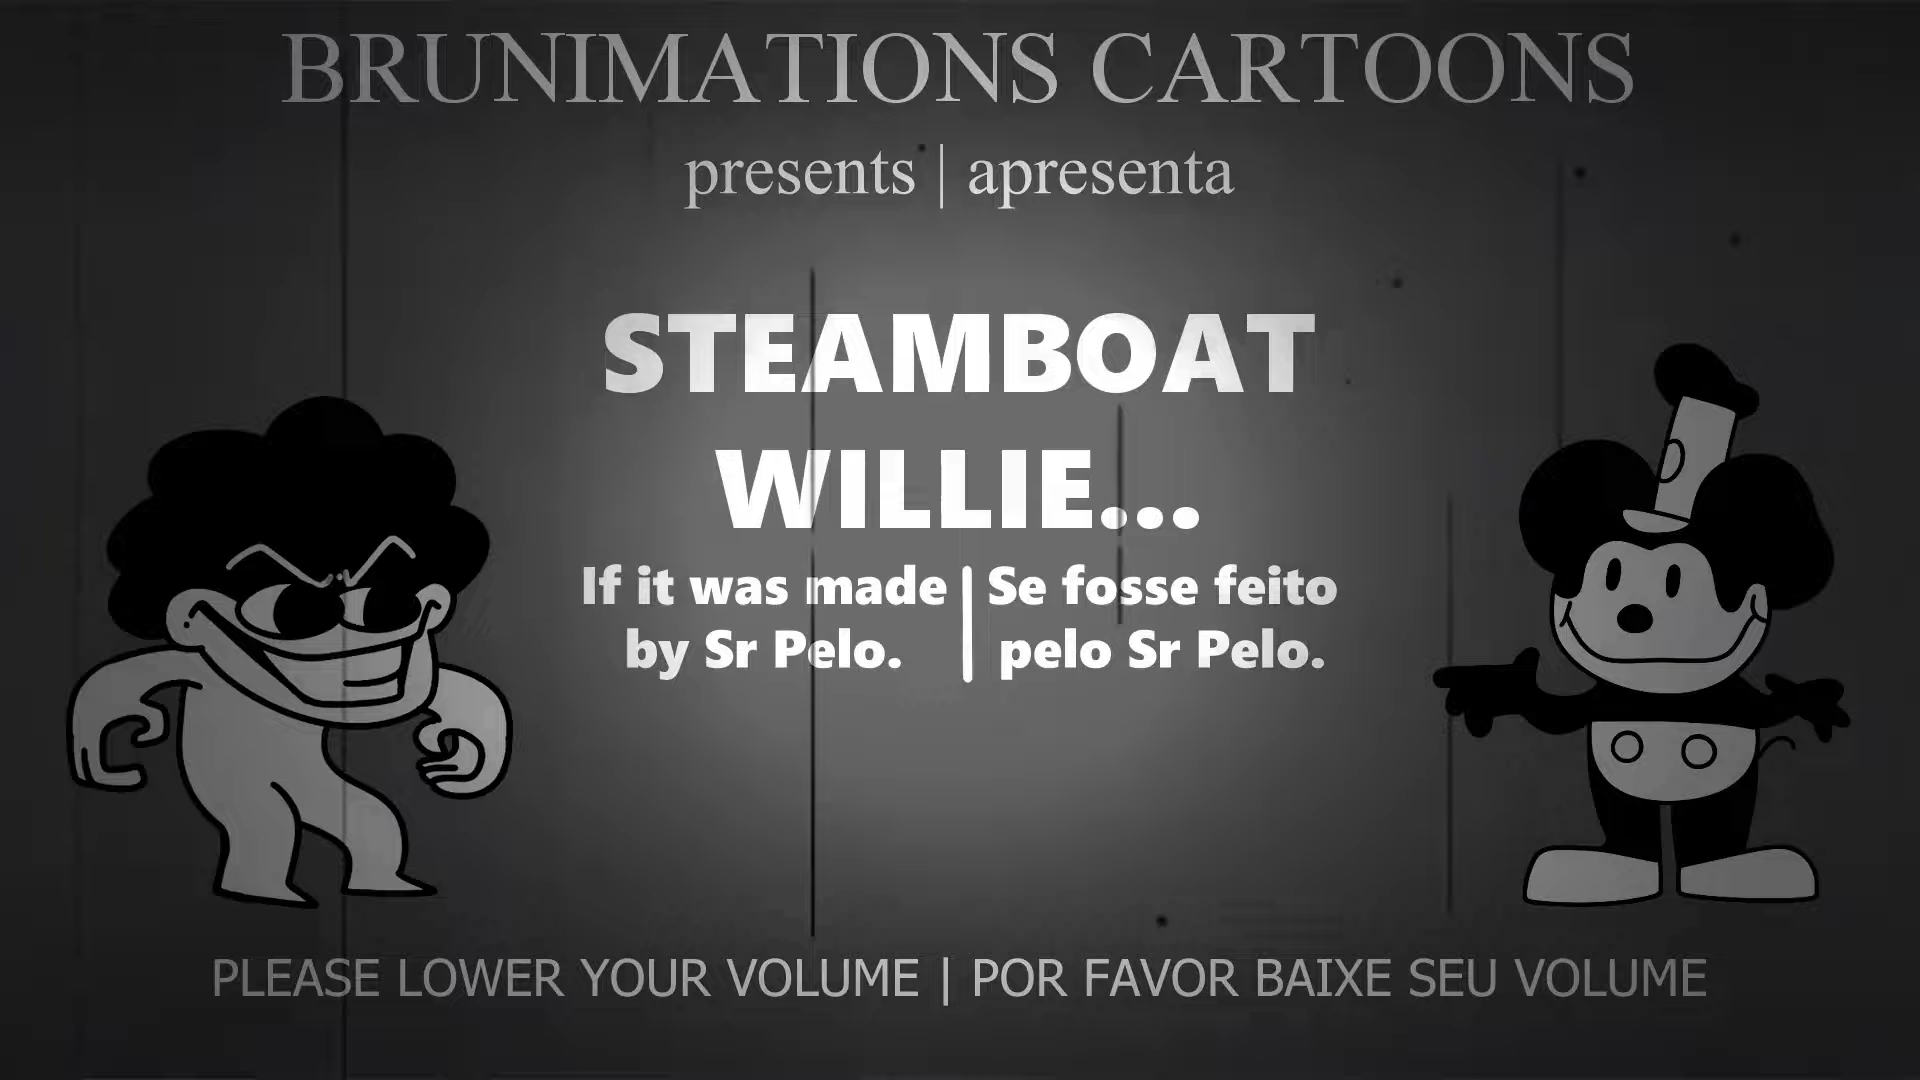 BRUNIMATIONS CARTOONS
presents | apresenta
STEAMBOAT
WILLIE...
If it was made | Se fosse feito
by Sr Pelo. | pelo Sr Pelo.
PLEASE LOWER YOUR VOLUME | POR FAVOR BAIXE SEU VOLUME